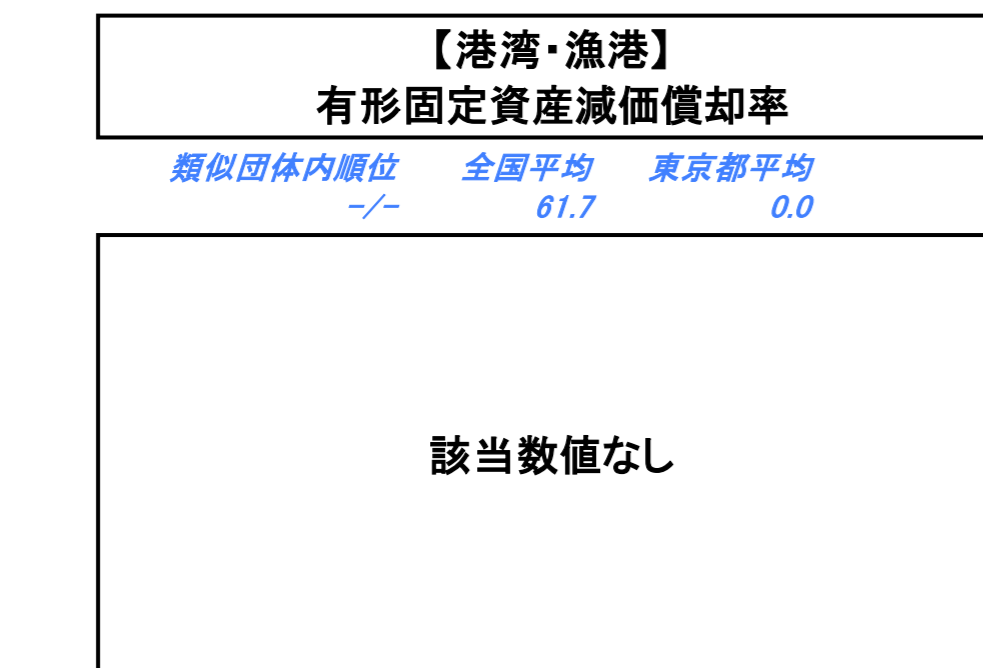 【港湾・漁港】
有形固定資産減価償却率
類似団体内順位 全国平均 東京都平均
-/- 61.7 0.0
該当数値なし